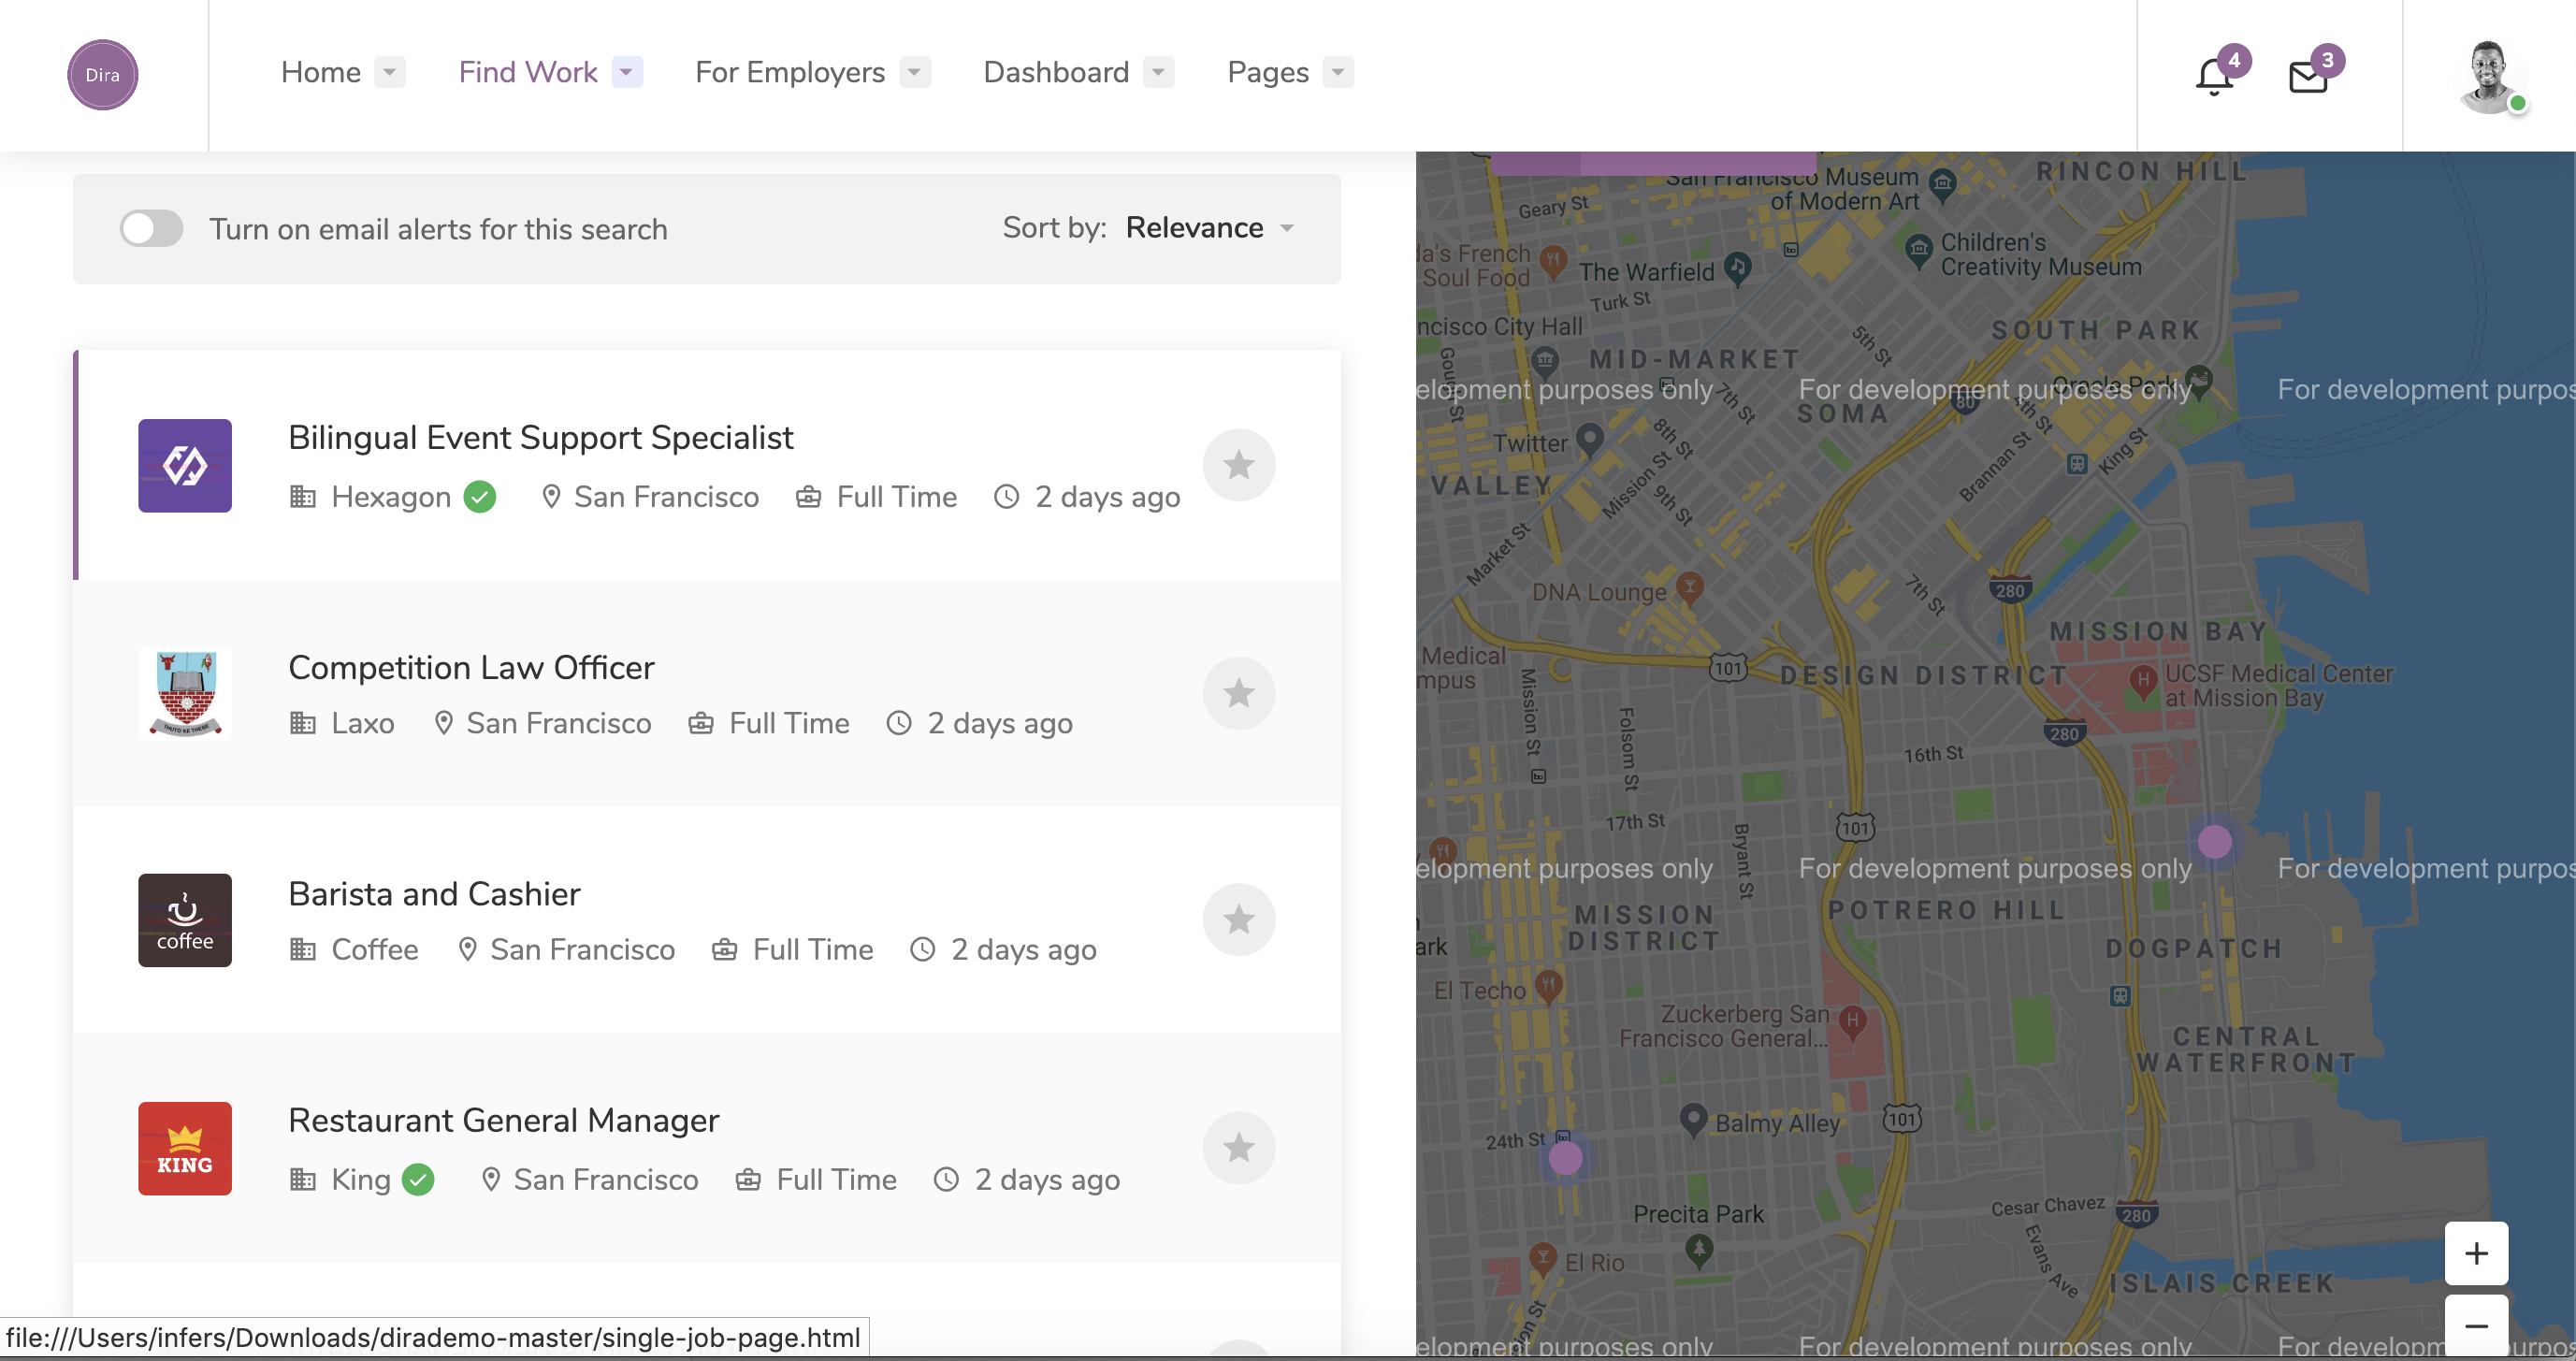 Dira
Home
Find Work
For Employers
Dashboard
Pages
4
3
Turn on email alerts for this search
Sort by: Relevance
Bilingual Event Support Specialist
Hexagon San Francisco Full Time 2 days ago
Competition Law Officer
Laxo San Francisco Full Time 2 days ago
coffee
Barista and Cashier
Coffee San Francisco Full Time 2 days ago
KING
Restaurant General Manager
King San Francisco Full Time 2 days ago
file:///Users/infers/Downloads/dirademo-master/single-job-page.html
RINCON HILL
San Francisco Museum
of Modern Art
Geary St
Children's
Creativity Museum
da's French
Soul Food
The Warfield
Turk St
ncisco City Hall
5th St
SOUTH PARK
MID-MARKET
Gough St
elopment purposes only
For development purposes only
For development purpos
Oracle Park
7th St
4th St
80
SOMA
Twitter
8th St
King St
Brannan St
Mission St
9th St
VALLEY
Market St
DNA Lounge
7th St
280
MISSION BAY
Medical
mpus
101
DESIGN DISTRICT
UCSF Medical Center
at Mission Bay
Mission St
Folsom St
280
16th St
17th St
101
Bryant St
elopment purposes only
For development purposes only
For development purpos
MISSION
DISTRICT
POTRERO HILL
DOGPATCH
ark
El Techo
Zuckerberg San
Francisco General...
CENTRAL
WATERFRONT
24th St
Balmy Alley
101
Precita Park
Cesar Chavez
280
Evans Ave
El Rio
ISLAIS CREEK
+
−
elopment purposes only
For development purposes only
For developm
urpos